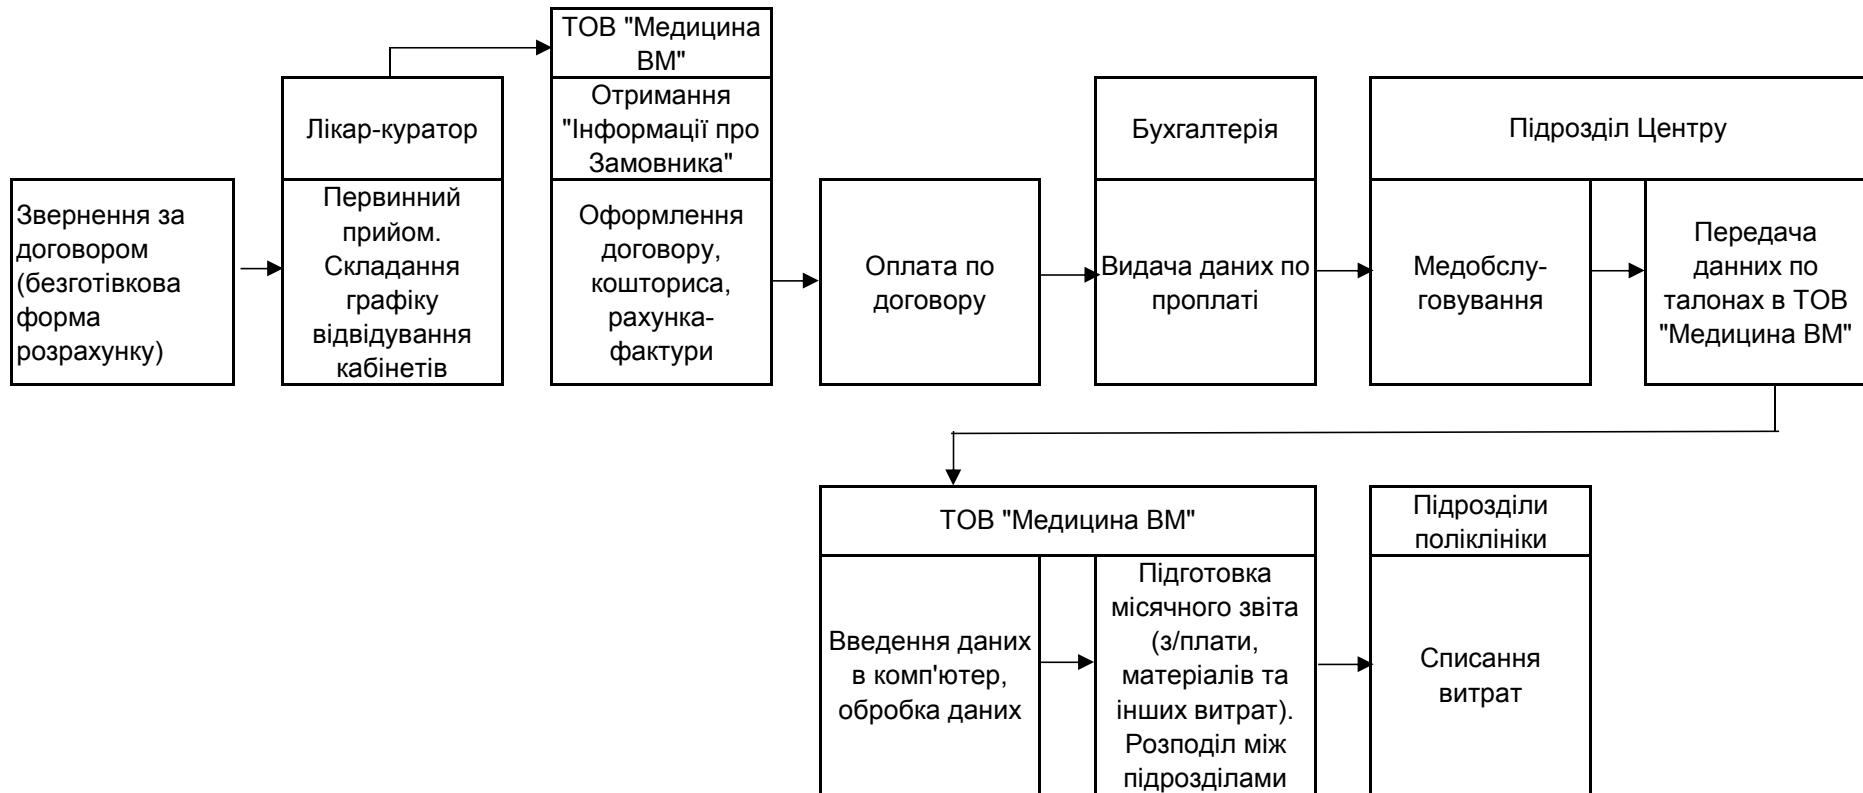 ТОВ "Медицина
ВМ"
Лікар-куратор
Отримання
"Інформації про
Замовника"
Бухгалтерія
Підрозділ Центру
Звернення за
договором
(безготівкова
форма
розрахунку)
Первинний
прийом.
Складання
графіку
відвідування
кабінетів
Оформлення
договору,
кошториса,
рахунка-
фактури
Оплата по
договору
Видача даних по
проплаті
Медобслу-
говування
Передача
данних по
талонах в ТОВ
"Медицина ВМ"
ТОВ "Медицина ВМ"
Підрозділи
поліклініки
Введення даних
в комп'ютер,
обробка даних
Підготовка
місячного звіта
(з/плати,
матеріалів та
інших витрат).
Розподіл між
підрозділами
Списання
витрат